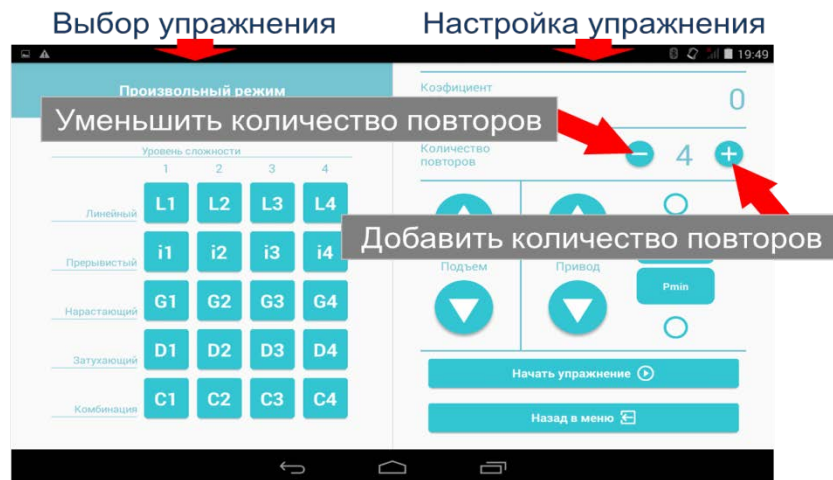 Выбор упражнения
Настройка упражнения
19:49
Произвольный режим
Коэфициент
0
Уменьшить количество повторов
Уровень сложности
1 2 3 4
Количество
повторов
4
Линейный L1 L2 L3 L4
Добавить количество повторов
Прерывистый i1 i2 i3 i4
Подъем
Привод
Pmin
Нарастающий G1 G2 G3 G4
Затухающий D1 D2 D3 D4
Комбинация C1 C2 C3 C4
Начать упражнение
Назад в меню